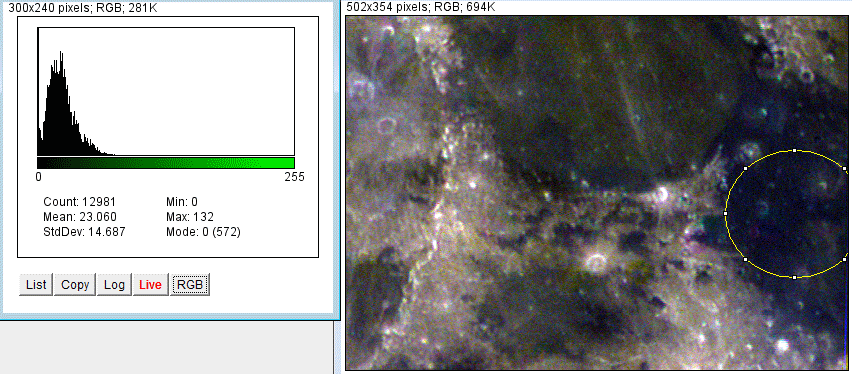 300x240 pixels; RGB; 281K
0 255
Count: 12981 Min: 0
Mean: 23.060 Max: 132
StdDev: 14.687 Mode: 0 (572)
List Copy Log Live RGB
502x354 pixels; RGB; 694K